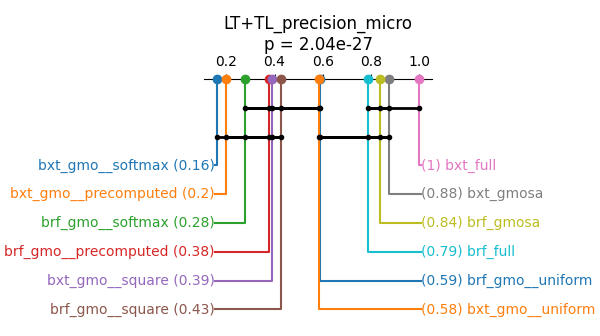 LT+TL_precision_micro
p = 2.04e-27
0.2 0.4 0.6 0.8 1.0
bxt_gmo__softmax (0.16) (1) bxt_full
bxt_gmo__precomputed (0.2) (0.88) bxt_gmosa
brf_gmo__softmax (0.28) (0.84) brf_gmosa
brf_gmo__precomputed (0.38) (0.79) brf_full
bxt_gmo__square (0.39) (0.59) brf_gmo__uniform
brf_gmo__square (0.43) (0.58) bxt_gmo__uniform